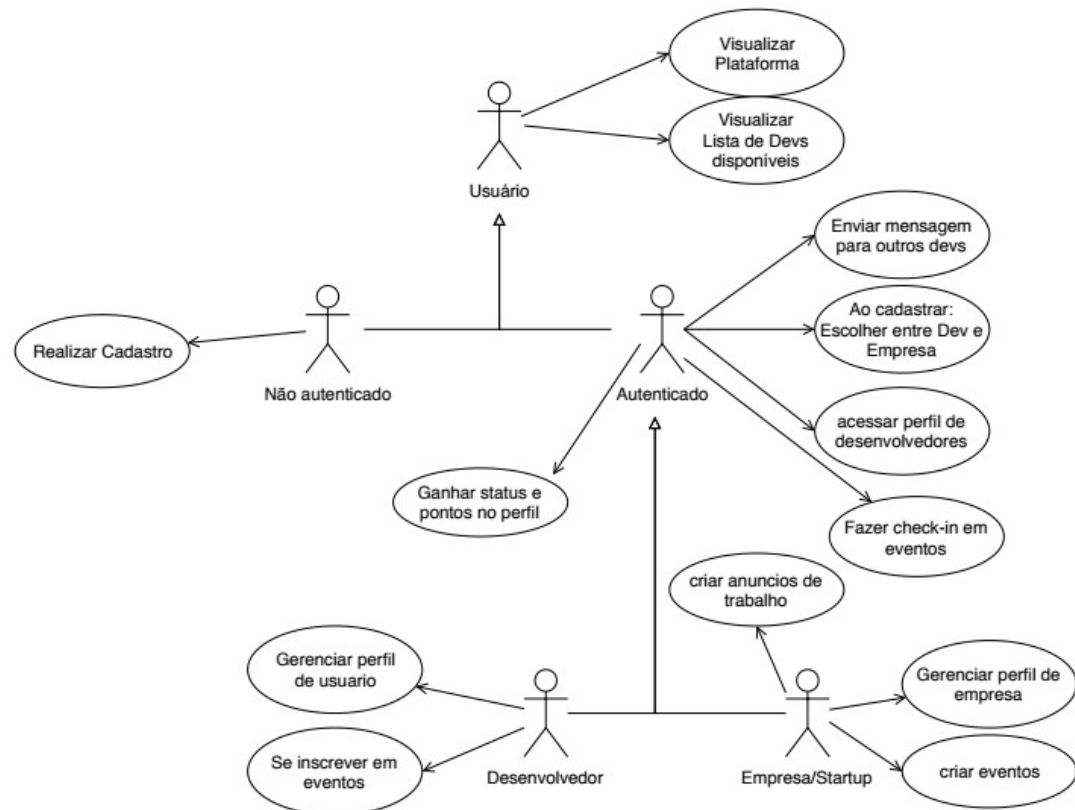 Visualizar
Plataforma
Visualizar
Lista de Devs
disponíveis
Usuário
Enviar mensagem
para outros devs
Ao cadastrar:
Escolher entre Dev e
Empresa
Realizar Cadastro
Não autenticado
Autenticado
acessar perfil de
desenvolvedores
Ganhar status e
pontos no perfil
Fazer check-in em
eventos
criar anuncios de
trabalho
Gerenciar perfil
de usuario
Gerenciar perfil de
empresa
Se inscrever em
eventos
Desenvolvedor
Empresa/Startup
criar eventos